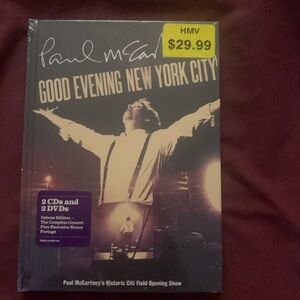 HMV
$29.99
Paul McCar
GOOD EVENING NEW YORK CITY
2 CDs and
2 DVDs
Deluxe Edition –
The Complete Concert
Plus Exclusive Bonus
Footage
Paul McCartney's Historic Citi Field Opening Show